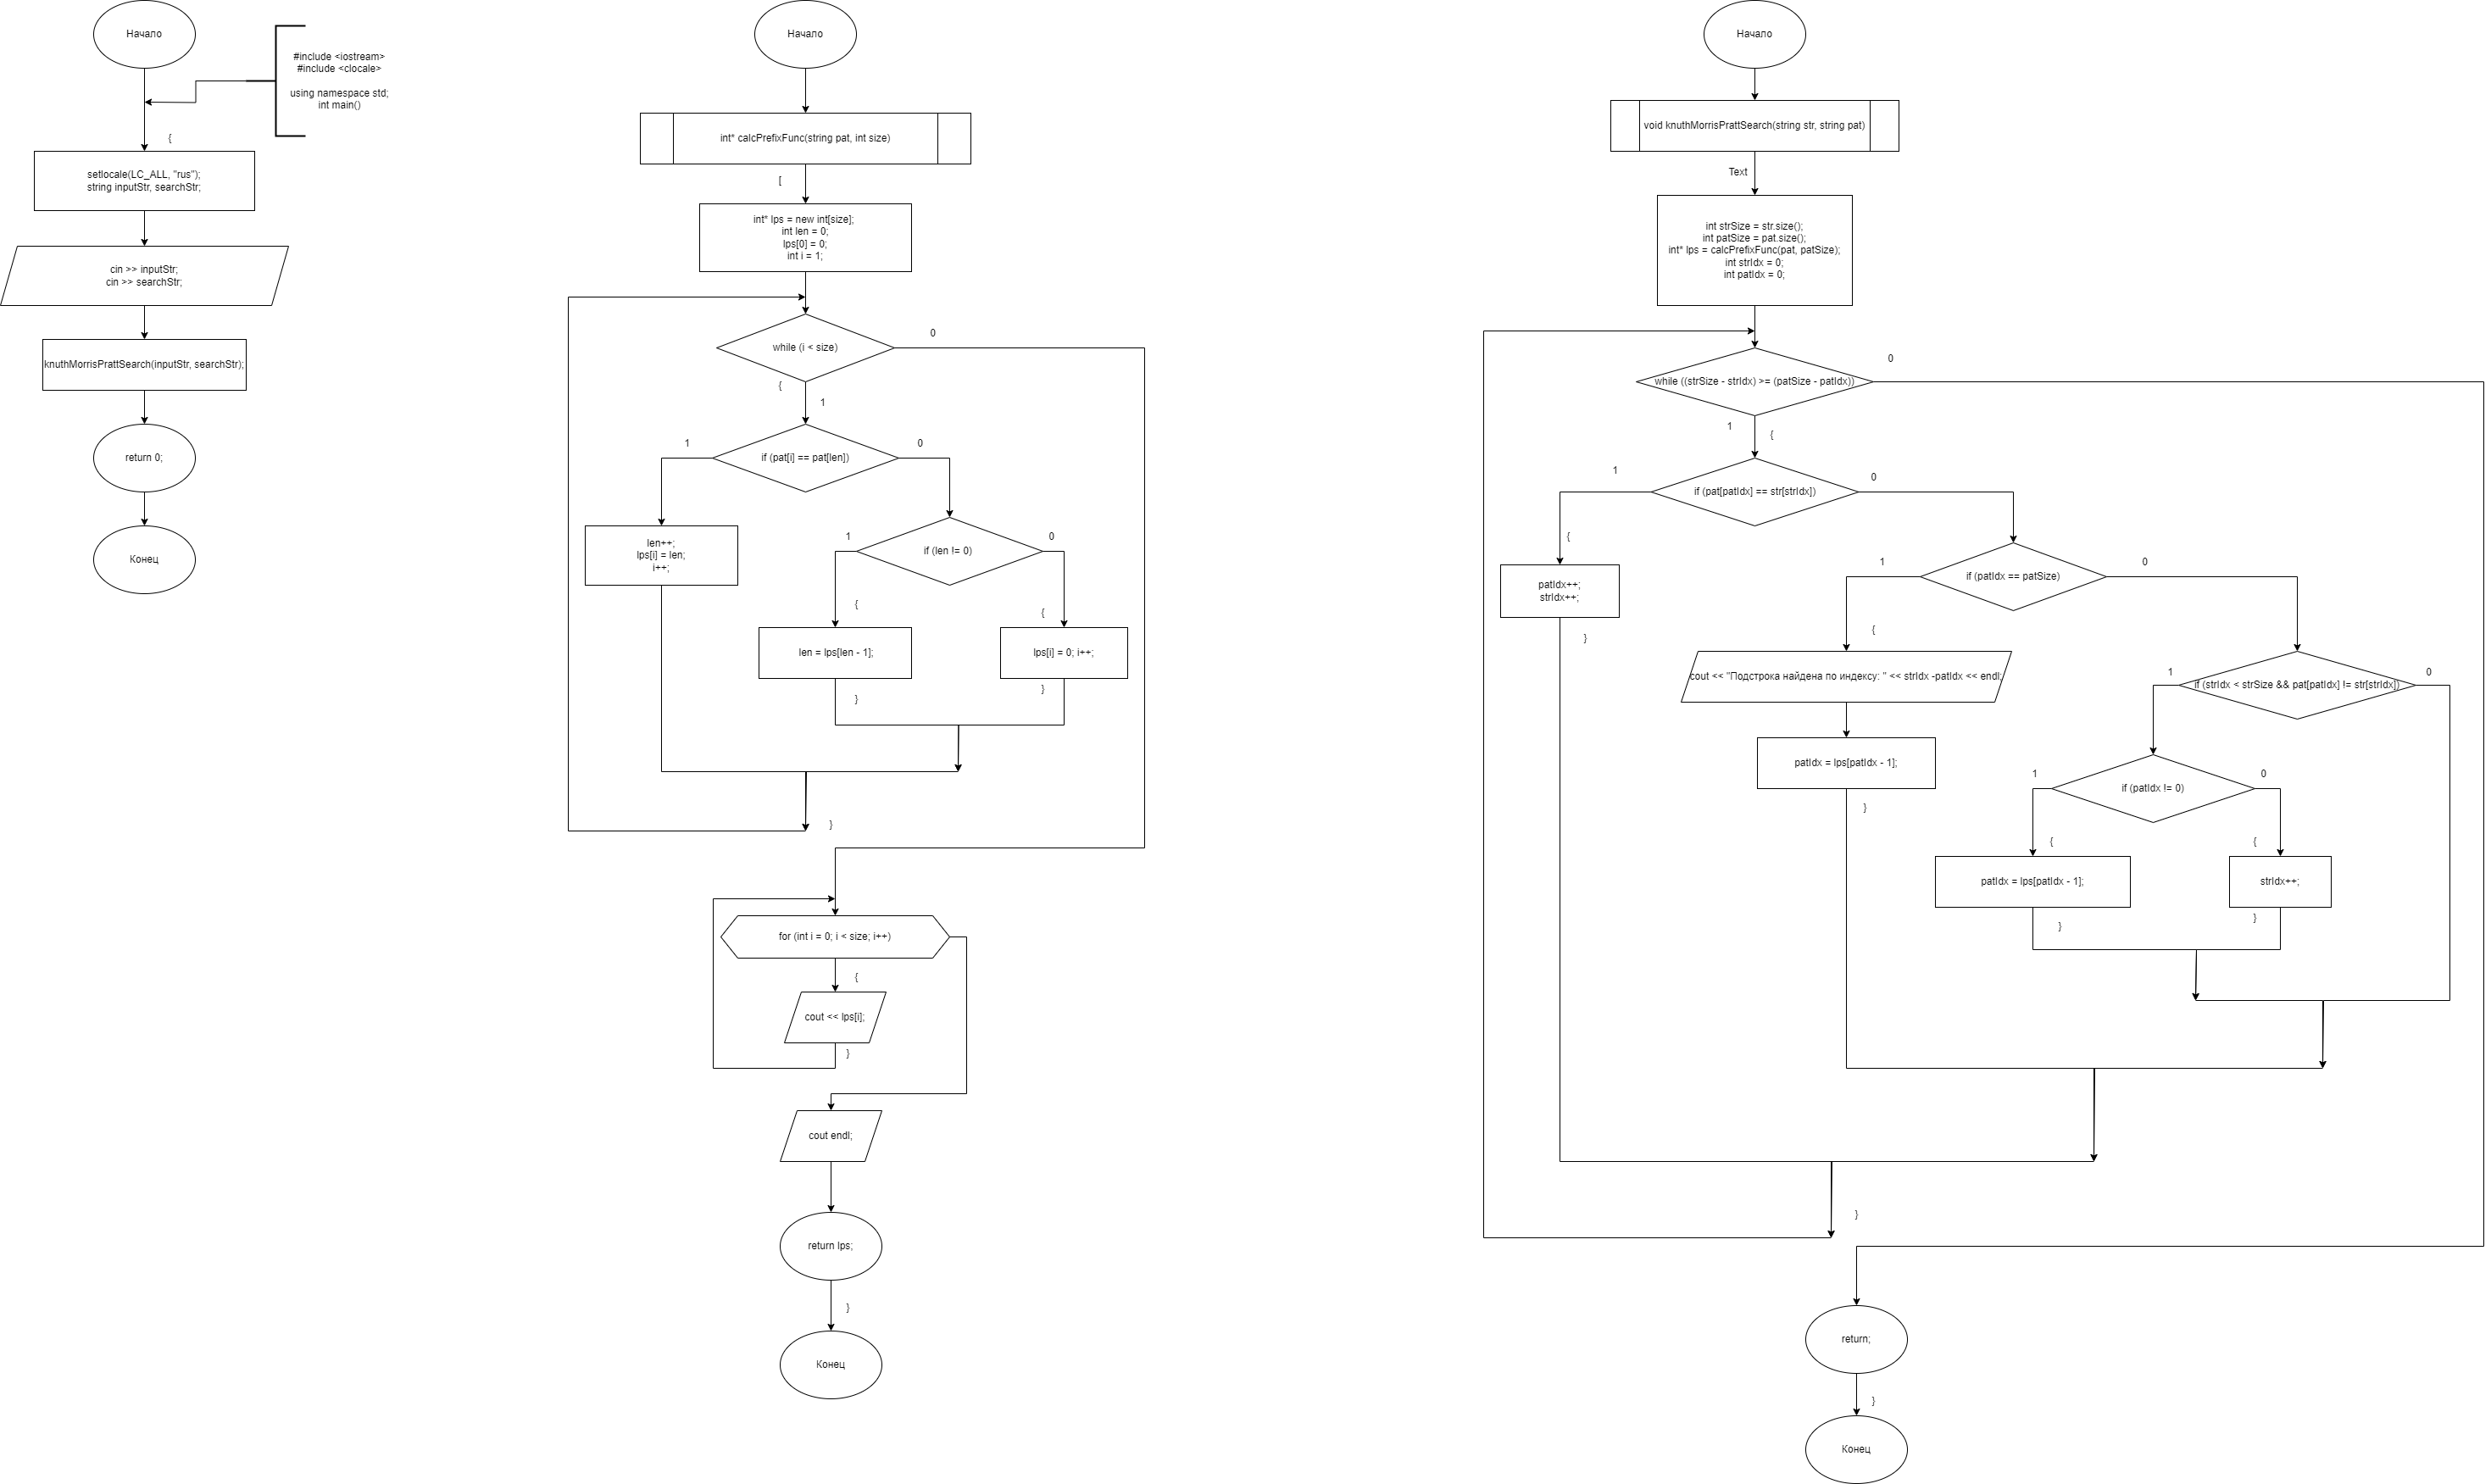 Начало
#include <iostream>
#include <clocale>
using namespace std;
int main()
{
setlocale(LC_ALL, "rus");
string inputStr, searchStr;
cin >> inputStr;
cin >> searchStr;
knuthMorrisPrattSearch(inputStr, searchStr);
return 0;
Конец
Начало
int* calcPrefixFunc(string pat, int size)
[
int* lps = new int[size];
int len = 0;
lps[0] = 0;
int i = 1;
while (i < size)
0
{
1
if (pat[i] == pat[len])
1
0
len++;
lps[i] = len;
i++;
if (len != 0)
1
0
{
{
len = lps[len - 1];
lps[i] = 0; i++;
}
}
}
for (int i = 0; i < size; i++)
{
cout << lps[i];
}
cout endl;
return lps;
}
Конец
Начало
void knuthMorrisPrattSearch(string str, string pat)
Text
int strSize = str.size();
int patSize = pat.size();
int* lps = calcPrefixFunc(pat, patSize);
int strIdx = 0;
int patIdx = 0;
while ((strSize - strIdx) >= (patSize - patIdx))
0
1
{
if (pat[patIdx] == str[strIdx])
1
0
{
patIdx++;
strIdx++;
}
if (patIdx == patSize)
1
0
{
cout << "Подстрока найдена по индексу: " << strIdx -patIdx << endl;
patIdx = lps[patIdx - 1];
}
if (strIdx < strSize && pat[patIdx] != str[strIdx])
1
0
if (patIdx != 0)
1
0
{
{
patIdx = lps[patIdx - 1];
strIdx++;
}
}
}
return;
}
Конец